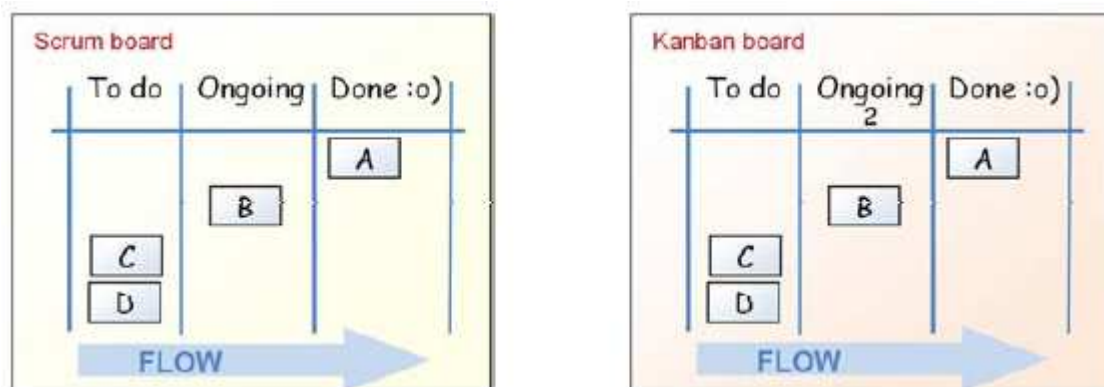 Scrum board
To do Ongoing Done :o)
A
B
C
D
FLOW
Kanban board
To do Ongoing Done :o)
2
A
B
C
D
FLOW